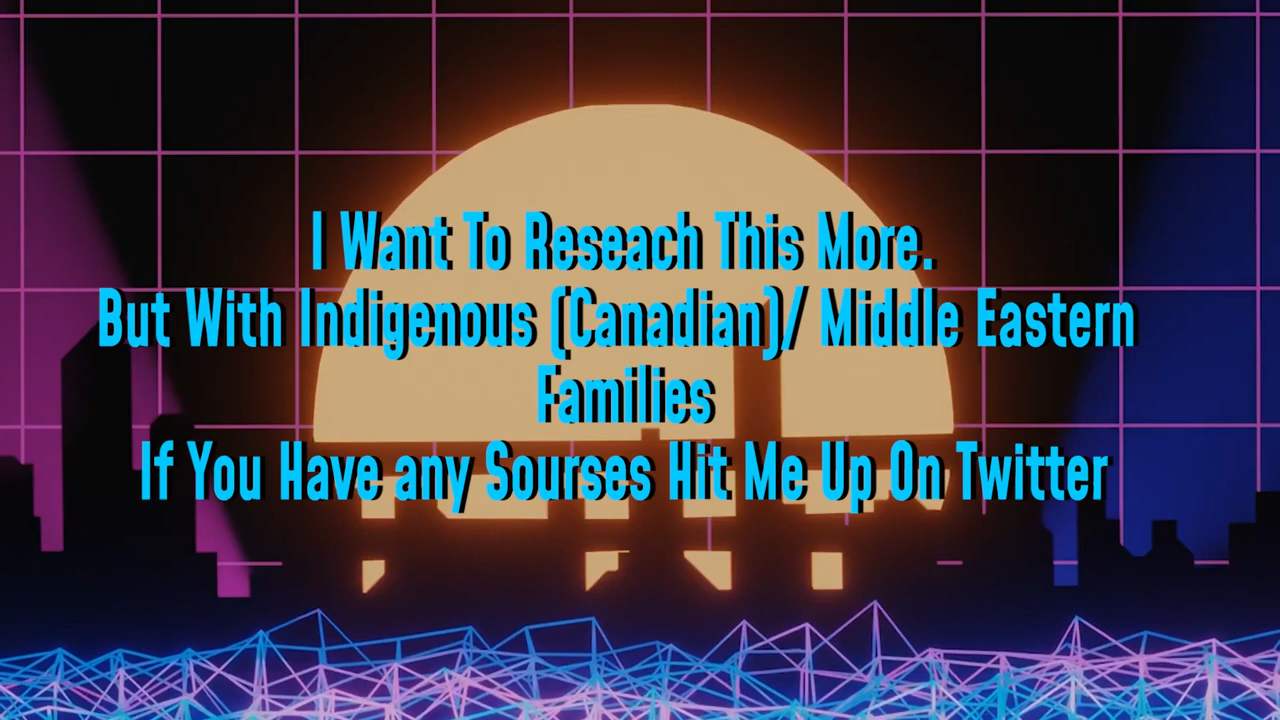 I Want To Reseach This More.
But With Indigenous (Canadian)/ Middle Eastern
Families
If You Have any Sourses Hit Me Up On Twitter